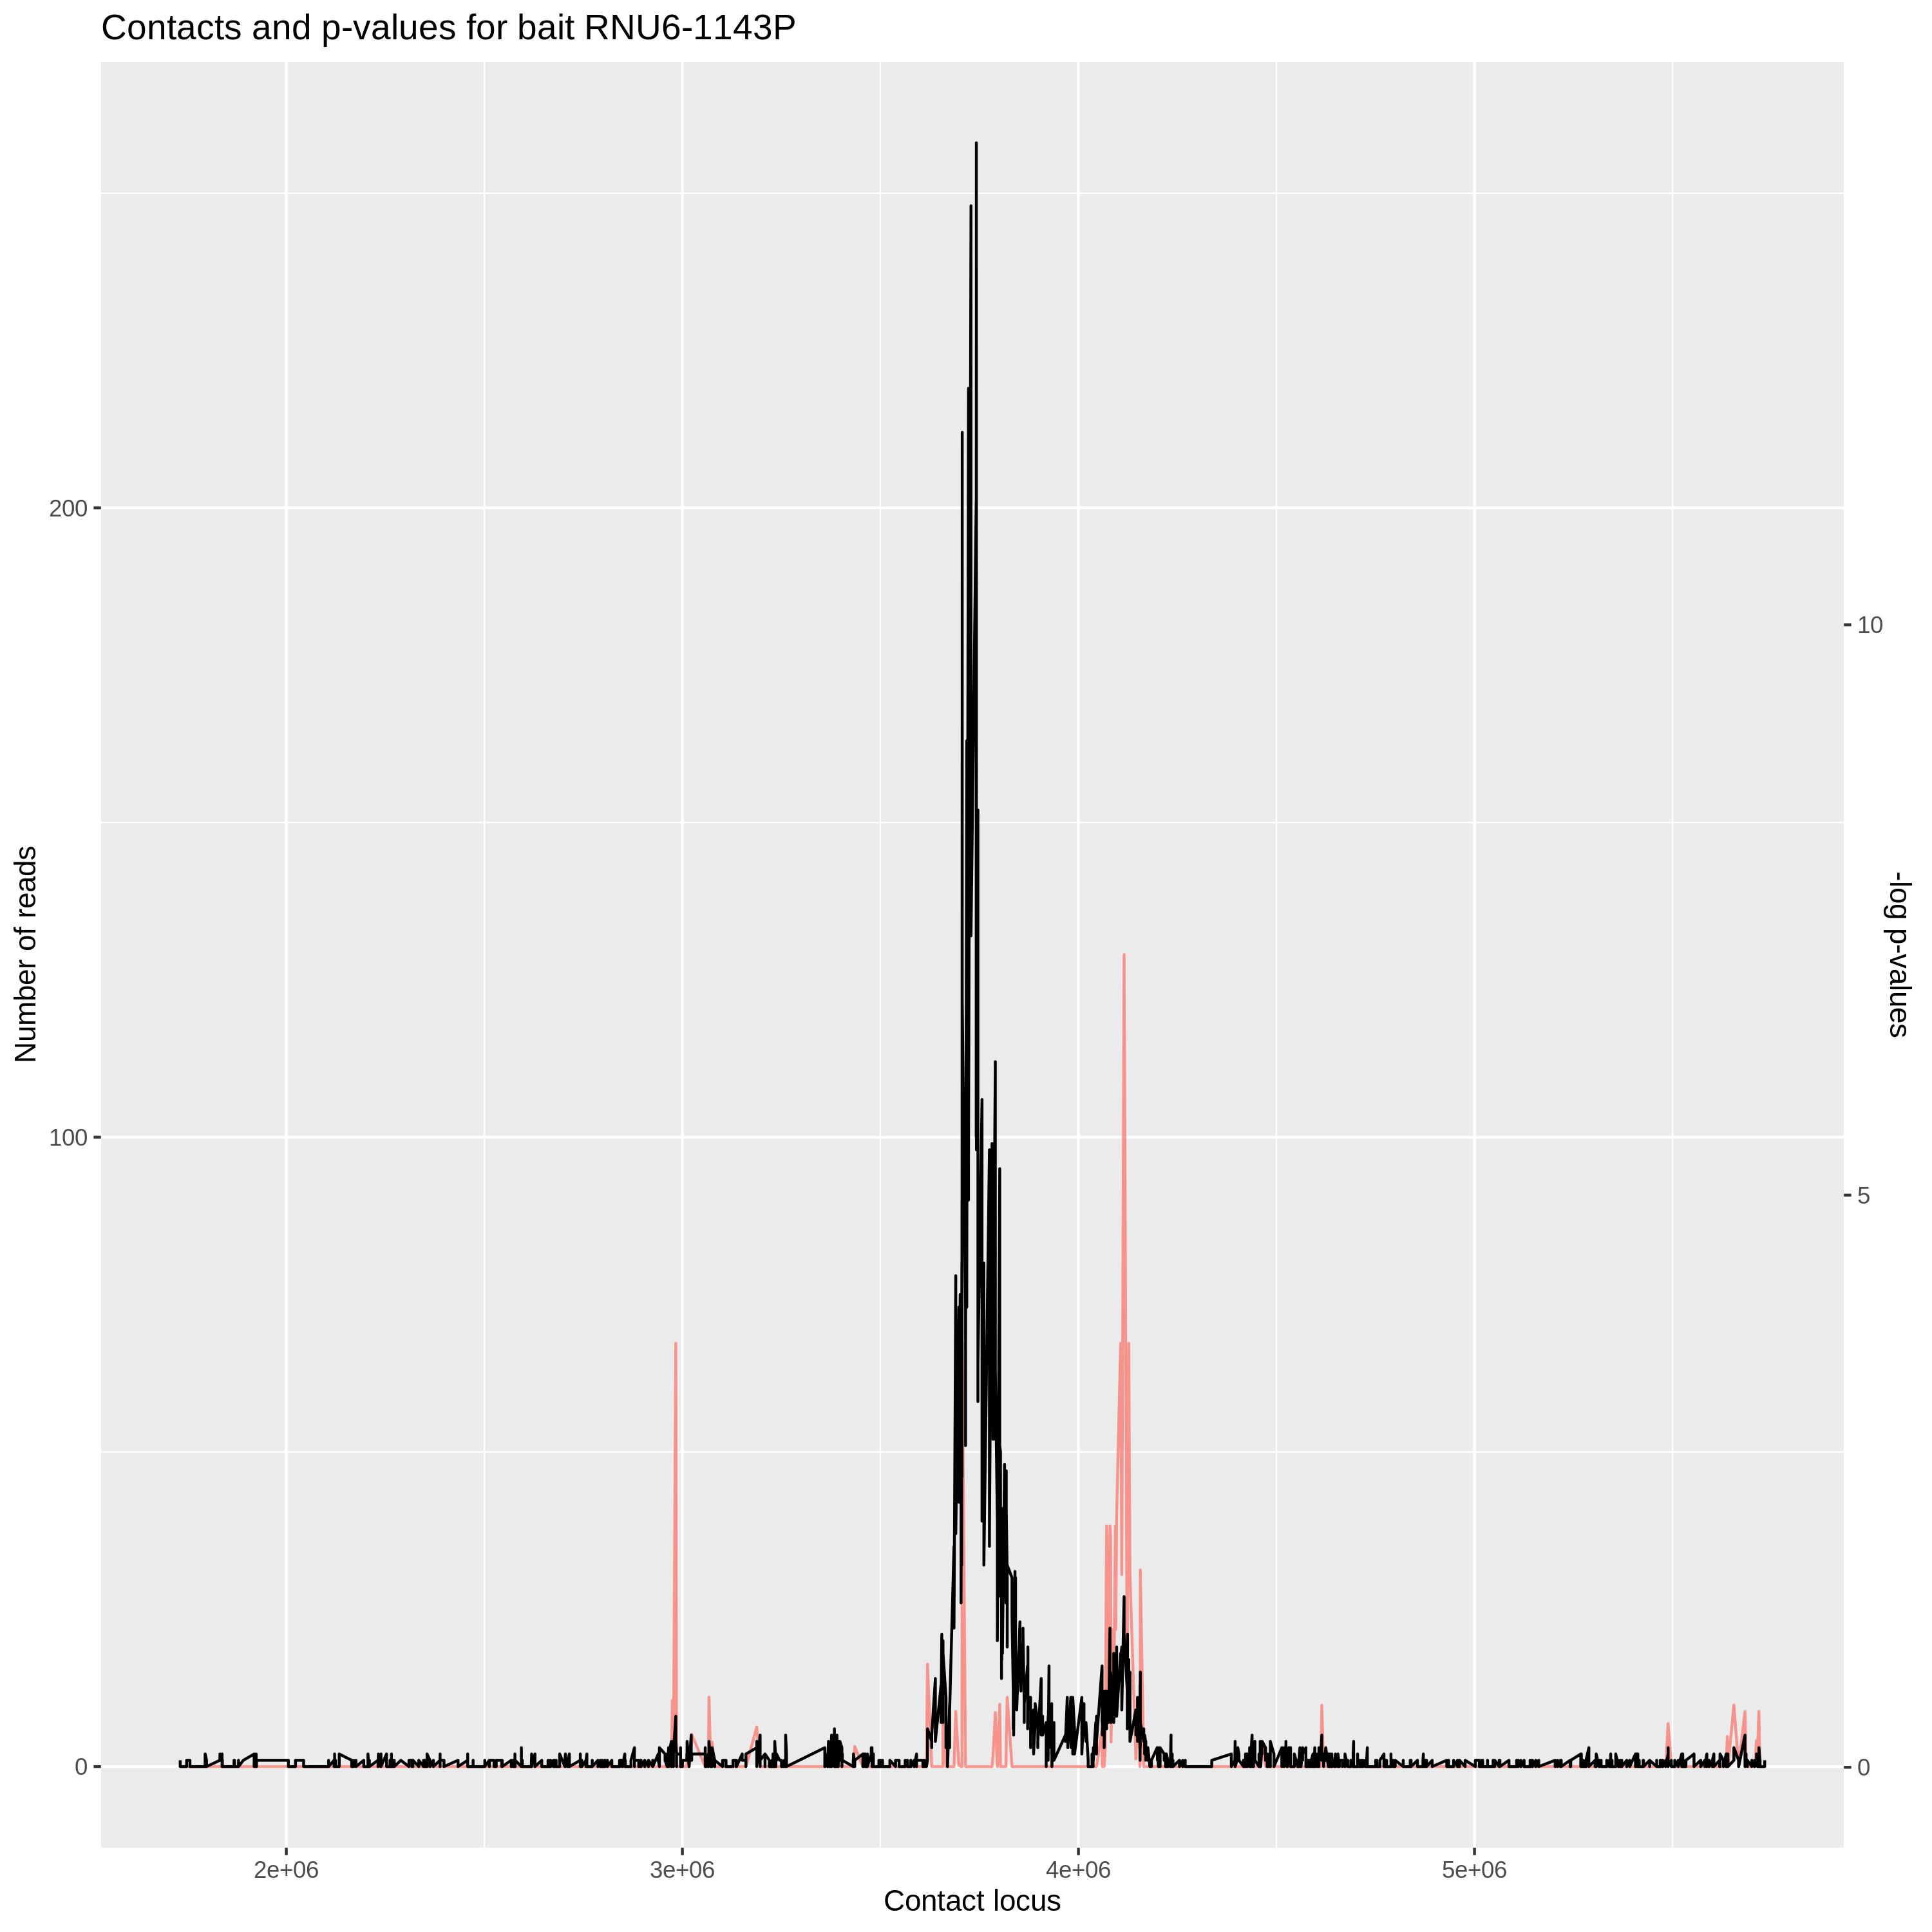 Contacts and p-values for bait RNU6-1143P
200
100
0
Number of reads
10
5
0
-log p-values
2e+06
3e+06
4e+06
5e+06
Contact locus